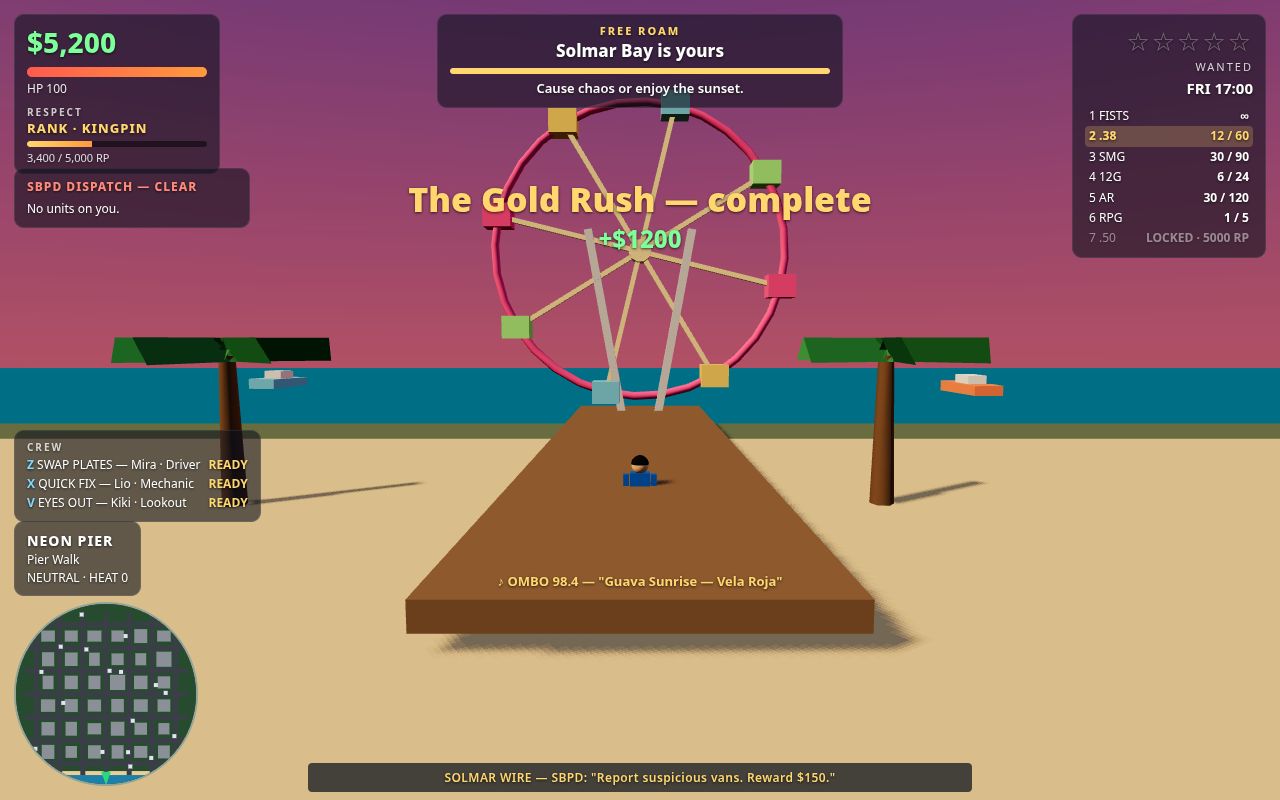 $5,200
HP 100
RESPECT
RANK · KINGPIN
3,400 / 5,000 RP
SBPD DISPATCH — CLEAR
No units on you.
FREE ROAM
Solmar Bay is yours
Cause chaos or enjoy the sunset.
The Gold Rush — complete
+$1200
☆☆☆☆☆
WANTED
FRI 17:00
1 FISTS ∞
2 .38 12 / 60
3 SMG 30 / 90
4 12G 6 / 24
5 AR 30 / 120
6 RPG 1 / 5
7 .50 LOCKED · 5000 RP
CREW
Z SWAP PLATES — Mira · Driver READY
X QUICK FIX — Lio · Mechanic READY
V EYES OUT — Kiki · Lookout READY
NEON PIER
Pier Walk
NEUTRAL · HEAT 0
♪ OMBO 98.4 — "Guava Sunrise — Vela Roja"
SOLMAR WIRE — SBPD: "Report suspicious vans. Reward $150."